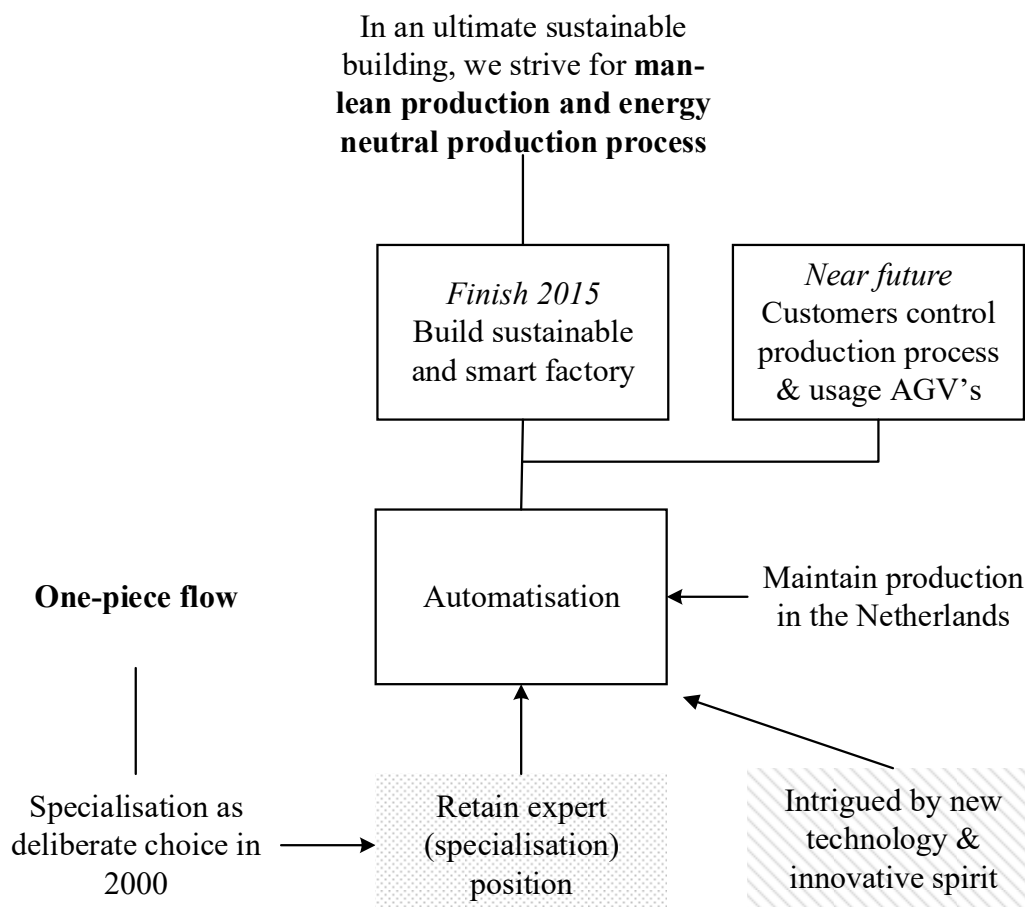 In an ultimate sustainable
building, we strive for man-
lean production and energy
neutral production process
Finish 2015
Build sustainable
and smart factory
Near future
Customers control
production process
& usage AGV's
One-piece flow
Automatisation
Maintain production
in the Netherlands
Specialisation as
deliberate choice in
2000
Retain expert
(specialisation)
position
Intrigued by new
technology &
innovative spirit